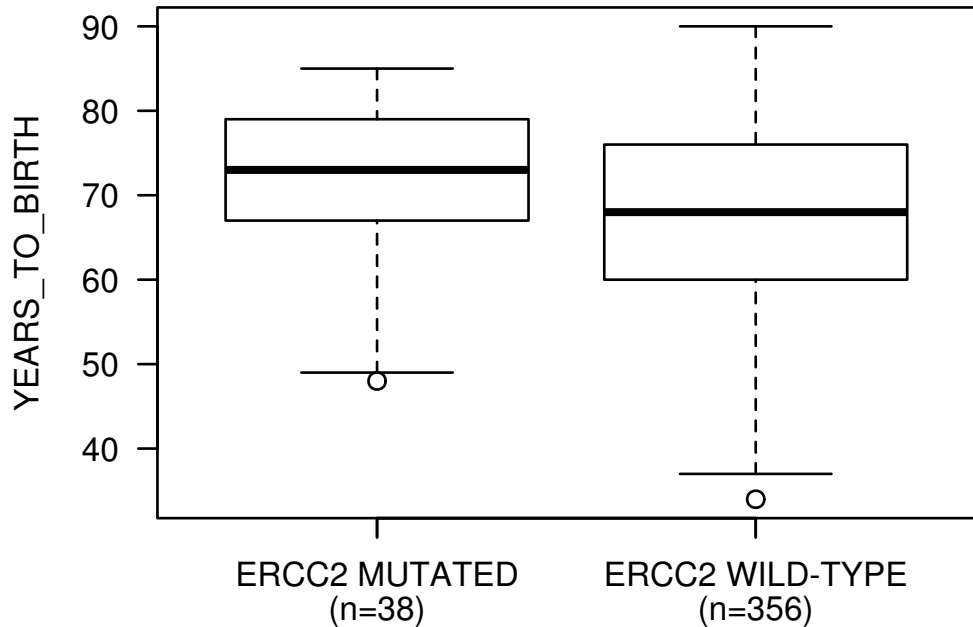 YEARS_TO_BIRTH
90
80
70
60
50
40
ERCC2 MUTATED
(n=38)
ERCC2 WILD-TYPE
(n=356)